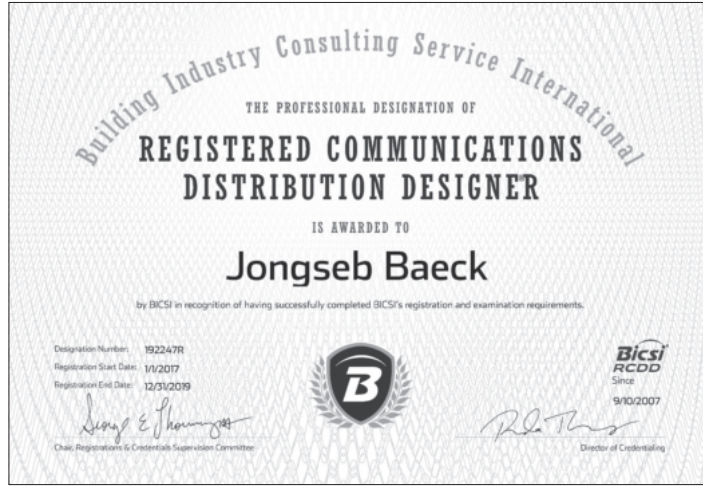 Building Industry Consulting Service International
THE PROFESSIONAL DESIGNATION OF
REGISTERED COMMUNICATIONS
DISTRIBUTION DESIGNER®
IS AWARDED TO
Jongseb Baeck
by BICSI in recognition of having successfully completed BICSI's registration and examination requirements.
Designation Number: 192247R
Registration Start Date: 1/1/2017
Registration End Date: 12/31/2019
Chair, Registrations & Credentials Supervision Committee
B
Bicsi
RCDD
Since
9/10/2007
Director of Credentialing